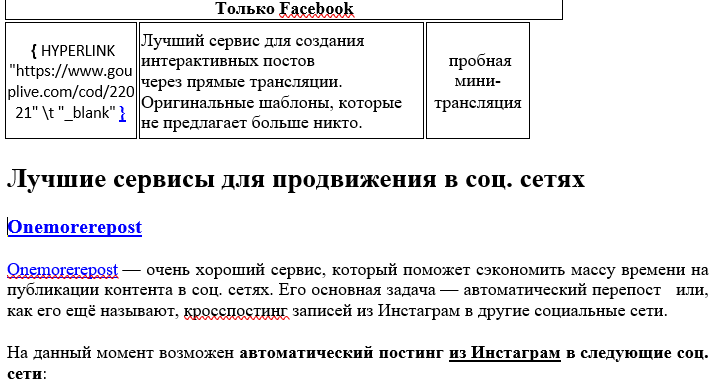 Только Facebook
{ HYPERLINK
"https://www.gou
plive.com/cod/220
21" \t "_blank" }
Лучший сервис для создания
интерактивных постов
через прямые трансляции.
Оригинальные шаблоны, которые
не предлагает больше никто.
пробная
мини-
трансляция
Лучшие сервисы для продвижения в соц. сетях
Onemorerepost
Onemorerepost — очень хороший сервис, который поможет сэкономить массу времени на
публикации контента в соц. сетях. Его основная задача — автоматический перепост или,
как его ещё называют, кросспостинг записей из Инстаграм в другие социальные сети.
На данный момент возможен автоматический постинг из Инстаграм в следующие соц.
сети: